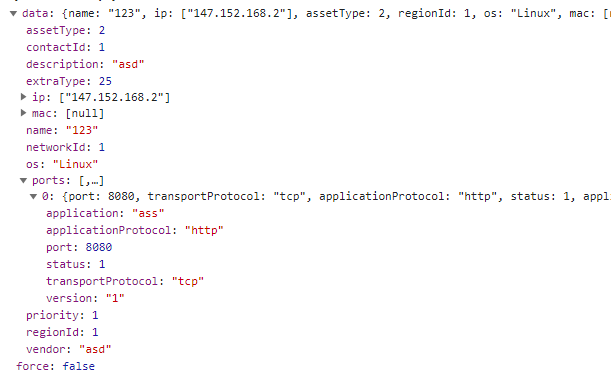 data: {name: "123", ip: ["147.152.168.2"], assetType: 2, regionId: 1, os: "Linux", mac: [
assetType: 2
contactId: 1
description: "asd"
extraType: 25
ip: ["147.152.168.2"]
mac: [null]
name: "123"
networkId: 1
os: "Linux"
ports: [,…]
0: {port: 8080, transportProtocol: "tcp", applicationProtocol: "http", status: 1, appl
application: "ass"
applicationProtocol: "http"
port: 8080
status: 1
transportProtocol: "tcp"
version: "1"
priority: 1
regionId: 1
vendor: "asd"
force: false